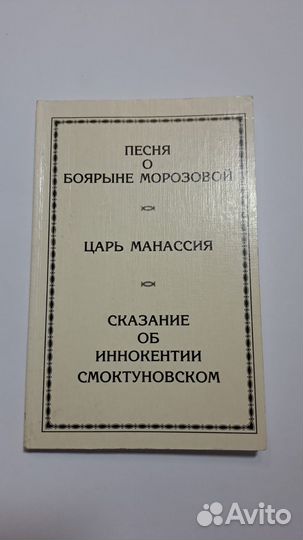 ПЕСНЯ
О
БОЯРЫНЕ МОРОЗОВОЙ
ЦАРЬ МАНАССИЯ
СКАЗАНИЕ
ОБ
ИННОКЕНТИИ
СМОКТУНОВСКОМ
Avito